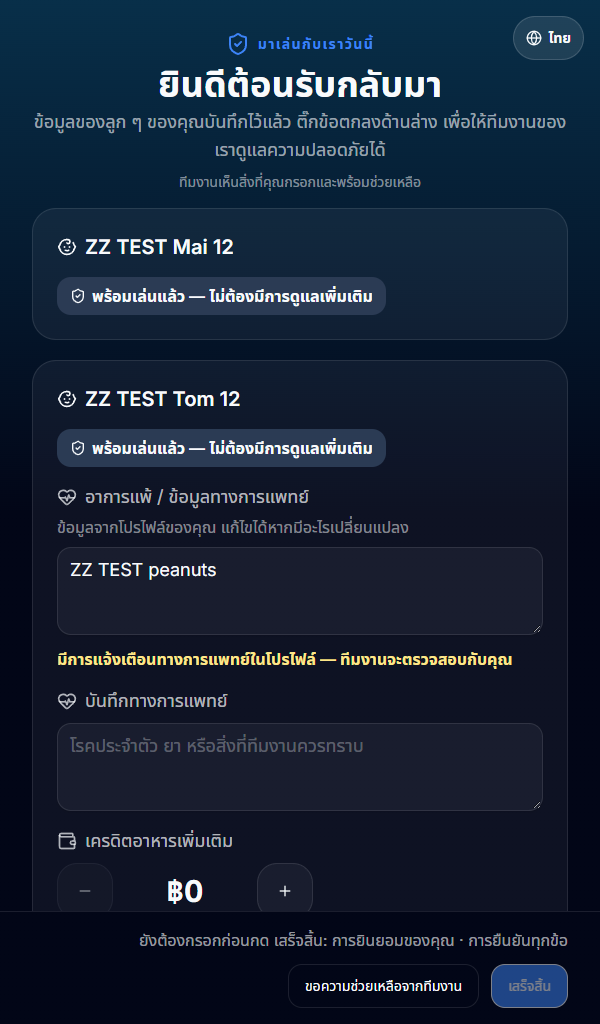 มาเล่นกับเราวันนี้
ไทย
ยินดีต้อนรับกลับมา
ข้อมูลของลูก ๆ ของคุณบันทึกไว้แล้ว ติ๊กข้อตกลงด้านล่าง เพื่อให้ทีมงานของ
เราดูแลความปลอดภัยได้
ทีมงานเห็นสิ่งที่คุณกรอกและพร้อมช่วยเหลือ
ZZ TEST Mai 12
พร้อมเล่นแล้ว — ไม่ต้องมีการดูแลเพิ่มเติม
ZZ TEST Tom 12
พร้อมเล่นแล้ว — ไม่ต้องมีการดูแลเพิ่มเติม
อาการแพ้ / ข้อมูลทางการแพทย์
ข้อมูลจากโปรไฟล์ของคุณ แก้ไขได้หากมีอะไรเปลี่ยนแปลง
ZZ TEST peanuts
มีการแจ้งเตือนทางการแพทย์ในโปรไฟล์ — ทีมงานจะตรวจสอบกับคุณ
บันทึกทางการแพทย์
โรคประจำตัว ยา หรือสิ่งที่ทีมงานควรทราบ
เครดิตอาหารเพิ่มเติม
− ฿0 +
ยังต้องกรอกก่อนกด เสร็จสิ้น: การยินยอมของคุณ · การยืนยันทุกข้อ
ขอความช่วยเหลือจากทีมงาน
เสร็จสิ้น